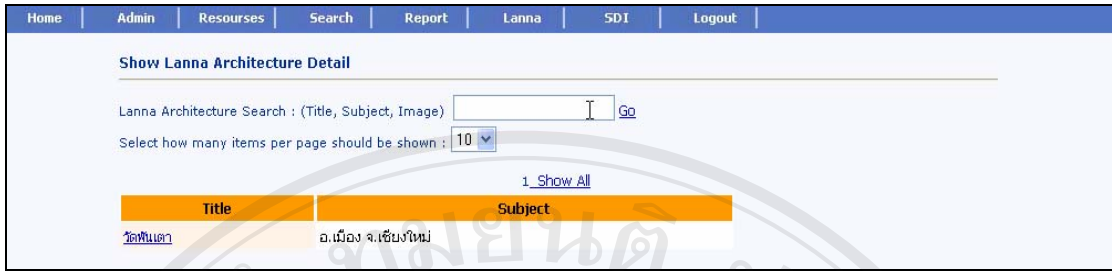 Home Admin Resourses Search Report Lanna SDI Logout
Show Lanna Architecture Detail
Lanna Architecture Search : (Title, Subject, Image) Go
Select how many items per page should be shown : 10
1 Show All
Title Subject
วัดพันเตา อ.เมือง จ.เชียงใหม่